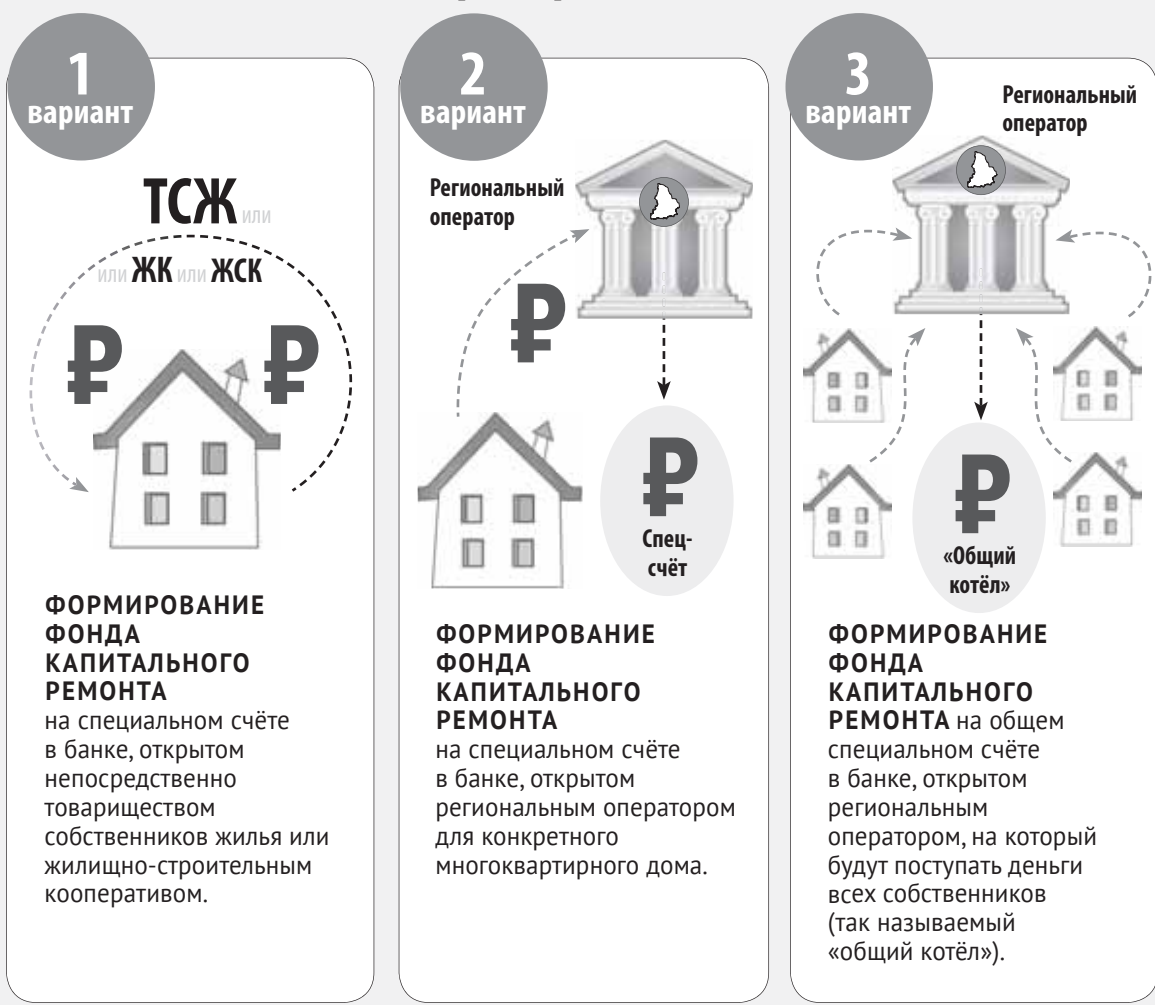 1
вариант
ТСЖ или
или ЖК или ЖСК
₽ ₽
ФОРМИРОВАНИЕ
ФОНДА
КАПИТАЛЬНОГО
РЕМОНТА
на специальном счёте
в банке, открытом
непосредственно
товариществом
собственников жилья или
жилищно-строительным
кооперативом.
2
вариант
Региональный
оператор
₽
₽
Спец-
счёт
ФОРМИРОВАНИЕ
ФОНДА
КАПИТАЛЬНОГО
РЕМОНТА
на специальном счёте
в банке, открытом
региональным оператором
для конкретного
многоквартирного дома.
3
вариант
Региональный
оператор
₽
«Общий
котёл»
ФОРМИРОВАНИЕ
ФОНДА
КАПИТАЛЬНОГО
РЕМОНТА на общем
специальном счёте
в банке, открытом
региональным
оператором, на который
будут поступать деньги
всех собственников
(так называемый
«общий котёл»).